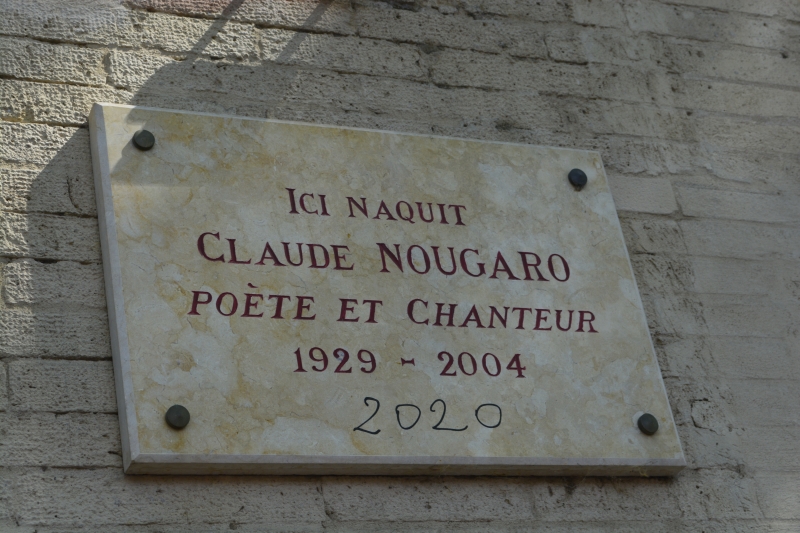 ICI NAQUIT
CLAUDE NOUGARO
POÈTE ET CHANTEUR
1929 - 2004
2020